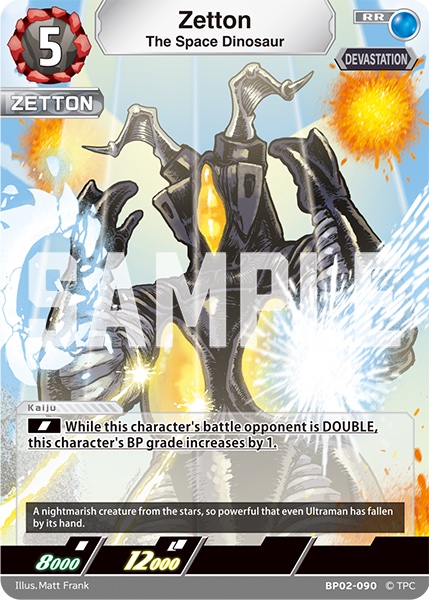 5
Zetton
The Space Dinosaur
RR
DEVASTATION
ZETTON
SAMPLE
Kaiju
While this character's battle opponent is DOUBLE,
this character's BP grade increases by 1.
A nightmarish creature from the stars, so powerful that even Ultraman has fallen
by its hand.
8000 12000
Illus. Matt Frank BP02-090 © TPC